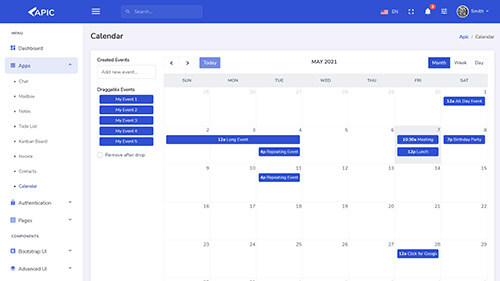 APIC
Search...
EN
8
Smith
MENU
Dashboard
Apps
Chat
Mailbox
Notes
Todo List
Kanban Board
Invoice
Contacts
Calendar
Authentication
Pages
COMPONENTS
Bootstrap UI
Advanced UI
Calendar
Apic / Calendar
Created Events
Add new event...
Draggable Events
My Event 1
My Event 2
My Event 3
My Event 4
My Event 5
Remove after drop
Today
MAY 2021
Month Week Day
SUN MON TUE WED THU FRI SAT
25 26 27 28 29 30 1
12a All Day Event
2 3 4 5 6 7 8
12a Long Event
10:30a Meeting
7p Birthday Party
4p Repeating Event
12p Lunch
9 10 11 12 13 14 15
4p Repeating Event
16 17 18 19 20 21 22
23 24 25 26 27 28 29
12a Click for Google